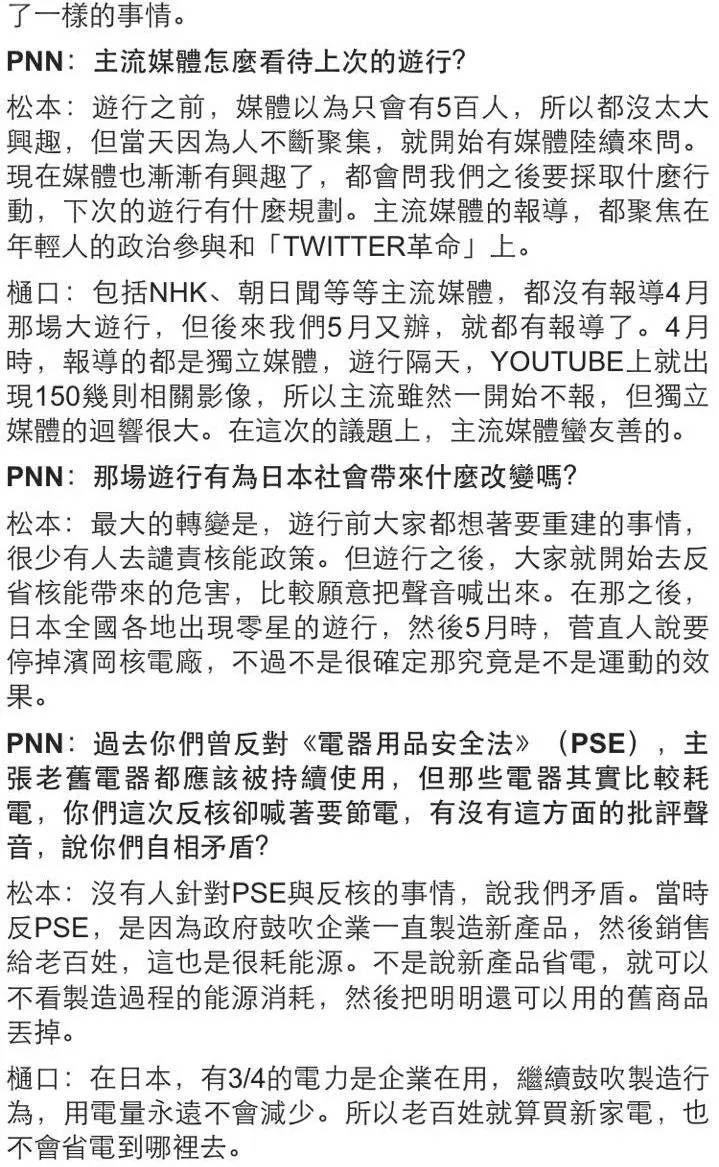 了一樣的事情。
PNN：主流媒體怎麼看待上次的遊行?
松本：遊行之前，媒體以為只會有5百人，所以都沒太大
興趣，但當天因為人不斷聚集，就開始有媒體陸續來問。
現在媒體也漸漸有興趣了，都會問我們之後要採取什麼行
動，下次的遊行有什麼規劃。主流媒體的報導，都聚焦在
年輕人的政治參與和「TWITTER革命」上。
樋口：包括NHK、朝日聞等等主流媒體，都沒有報導4月
那場大遊行，但後來我們5月又辦，就都有報導了。4月
時，報導的都是獨立媒體，遊行隔天，YOUTUBE上就出
現150幾則相關影像，所以主流雖然一開始不報，但獨立
媒體的迴響很大。在這次的議題上，主流媒體蠻友善的。
PNN：那場遊行有為日本社會帶來什麼改變嗎?
松本：最大的轉變是，遊行前大家都想著要重建的事情，
很少有人去譴責核能政策。但遊行之後，大家就開始去反
省核能帶來的危害，比較願意把聲音喊出來。在那之後，
日本全國各地出現零星的遊行，然後5月時，菅直人說要
停掉濱岡核電廠，不過不是很確定那究竟是不是運動的效
果。
PNN：過去你們曾反對《電器用品安全法》（PSE），主
張老舊電器都應該被持續使用，但那些電器其實比較耗
電，你們這次反核卻喊著要節電，有沒有這方面的批評聲
音，說你們自相矛盾?
松本：沒有人針對PSE與反核的事情，說我們矛盾。當時
反PSE，是因為政府鼓吹企業一直製造新產品，然後銷售
給老百姓，這也是很耗能源。不是說新產品省電，就可以
不看製造過程的能源消耗，然後把明明還可以用的舊商品
丟掉。
樋口：在日本，有3/4的電力是企業在用，繼續鼓吹製造行
為，用電量永遠不會減少。所以老百姓就算買新家電，也
不會省電到哪裡去。